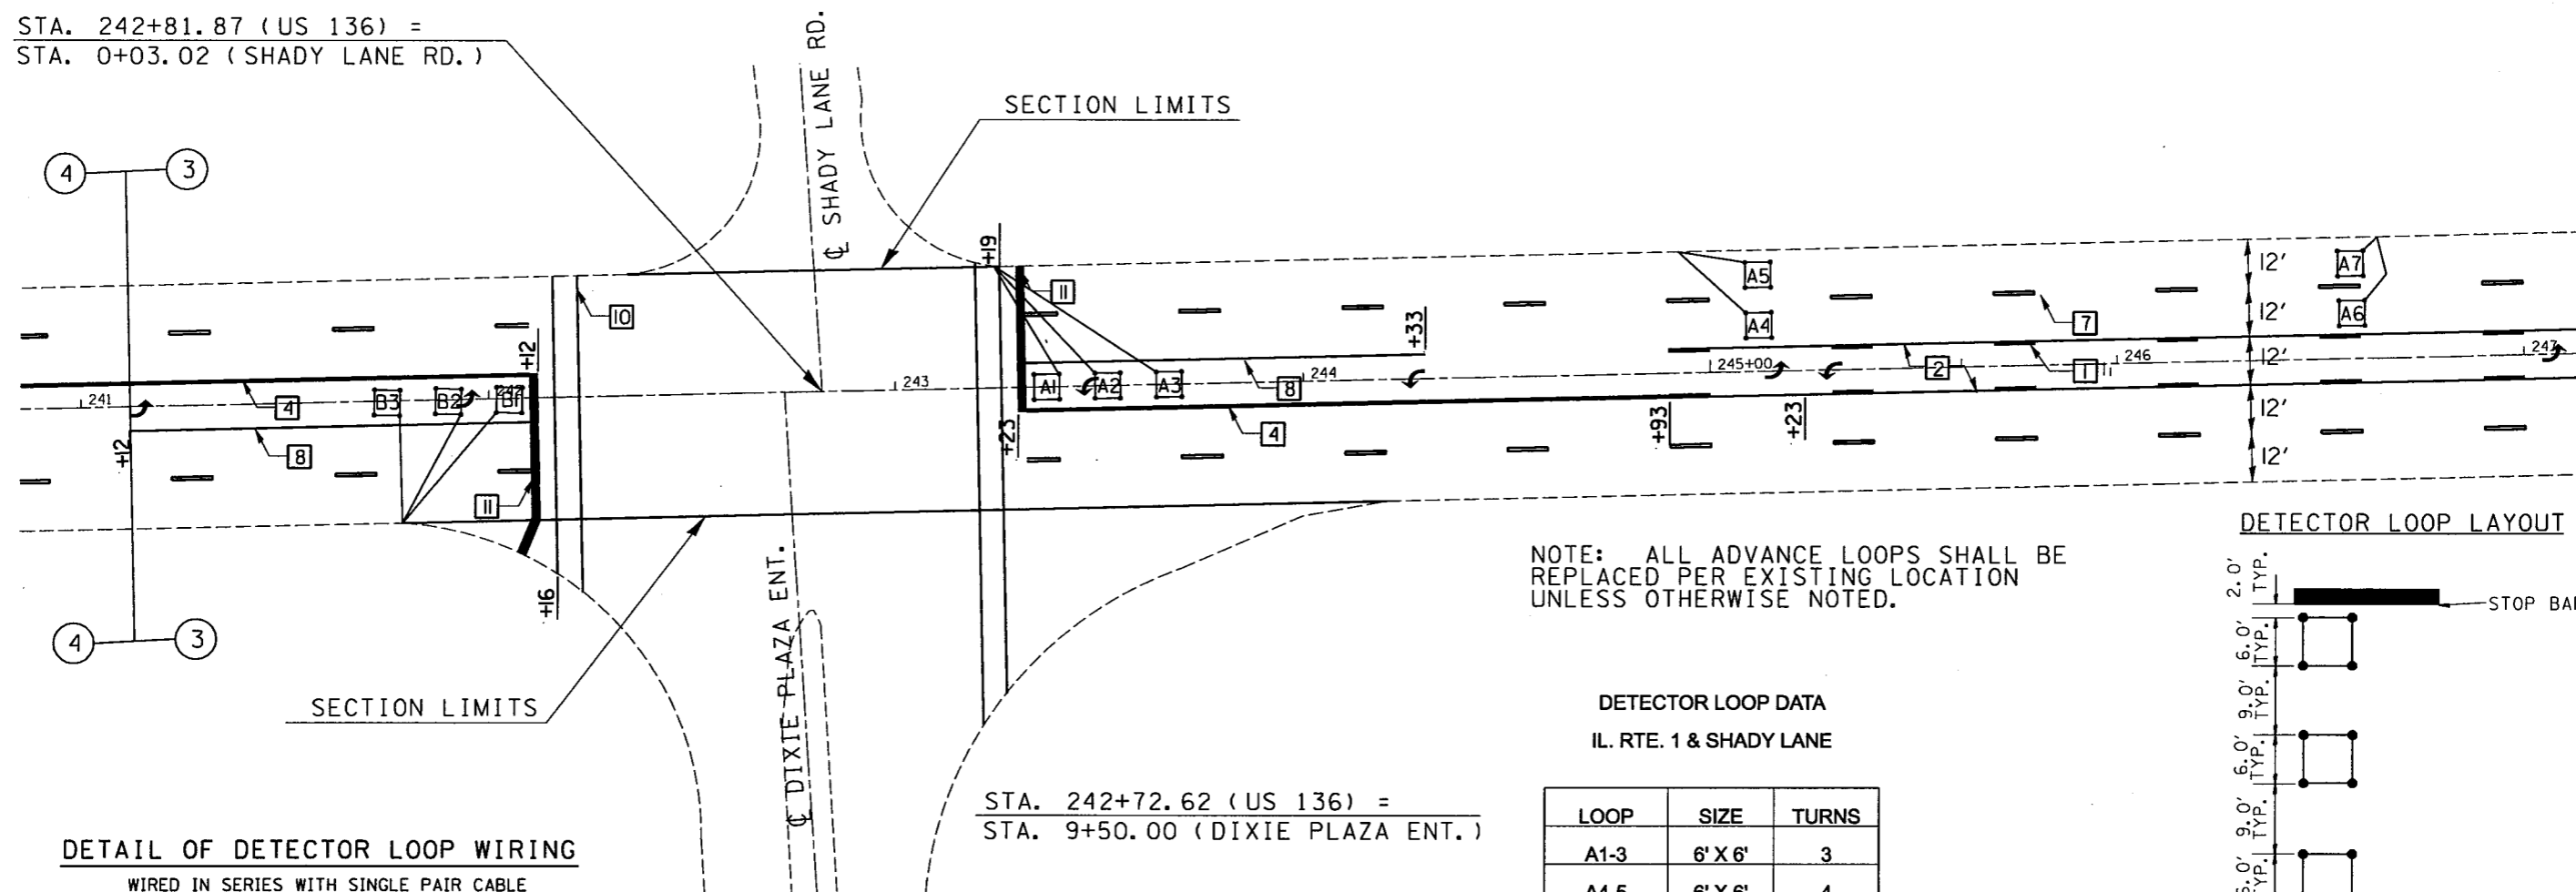 STA. 242+81.87 (US 136) =
STA. 0+03.02 (SHADY LANE RD.)
℄ SHADY LANE RD.
SECTION LIMITS
4
3
+19
11
10
+12
+33
A5
A4
7
12'
12'
12'
12'
12'
A7
A6
241
4
B3
B2
242
B1
243
A1
A2
A3
8
244
245+00
2
1
246
247
+12
8
11
+23
4
+93
+23
+16
4
3
SECTION LIMITS
℄ DIXIE PLAZA ENT.
NOTE: ALL ADVANCE LOOPS SHALL BE
REPLACED PER EXISTING LOCATION
UNLESS OTHERWISE NOTED.
DETECTOR LOOP LAYOUT
2.0'
TYP.
STOP BA
6.0'
TYP.
9.0'
TYP.
6.0'
TYP.
9.0'
TYP.
TYP.
DETECTOR LOOP DATA
IL. RTE. 1 & SHADY LANE
LOOP SIZE TURNS
A1-3 6' X 6' 3
A4-5 6' X 6' 4
STA. 242+72.62 (US 136) =
STA. 9+50.00 (DIXIE PLAZA ENT.)
DETAIL OF DETECTOR LOOP WIRING
WIRED IN SERIES WITH SINGLE PAIR CABLE